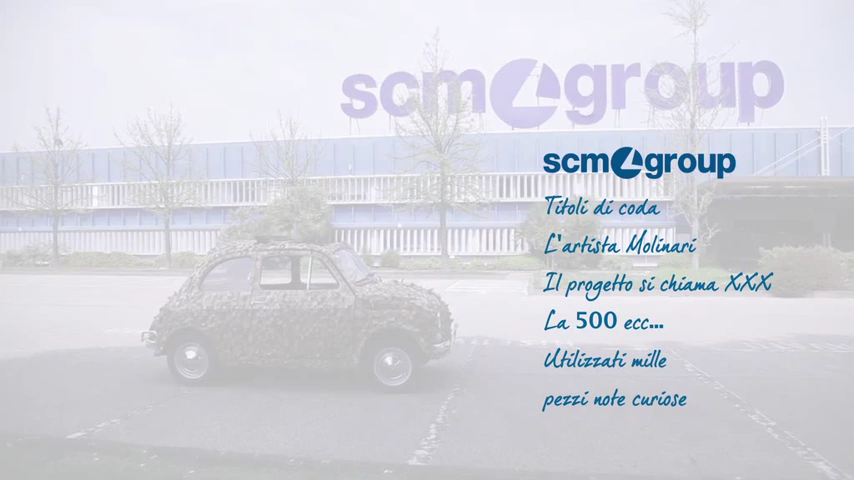 scm group
scm group
Titoli di coda
L'artista Molinari
Il progetto si chiama XXX
La 500 ecc...
Utilizzati mille
pezzi note curiose